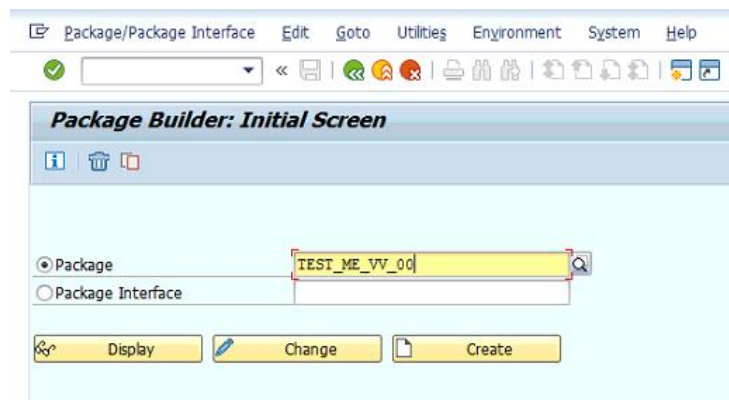 Package/Package Interface Edit Goto Utilities Environment System Help
Package Builder: Initial Screen
Package TEST_ME_VV_00
Package Interface
Display Change Create